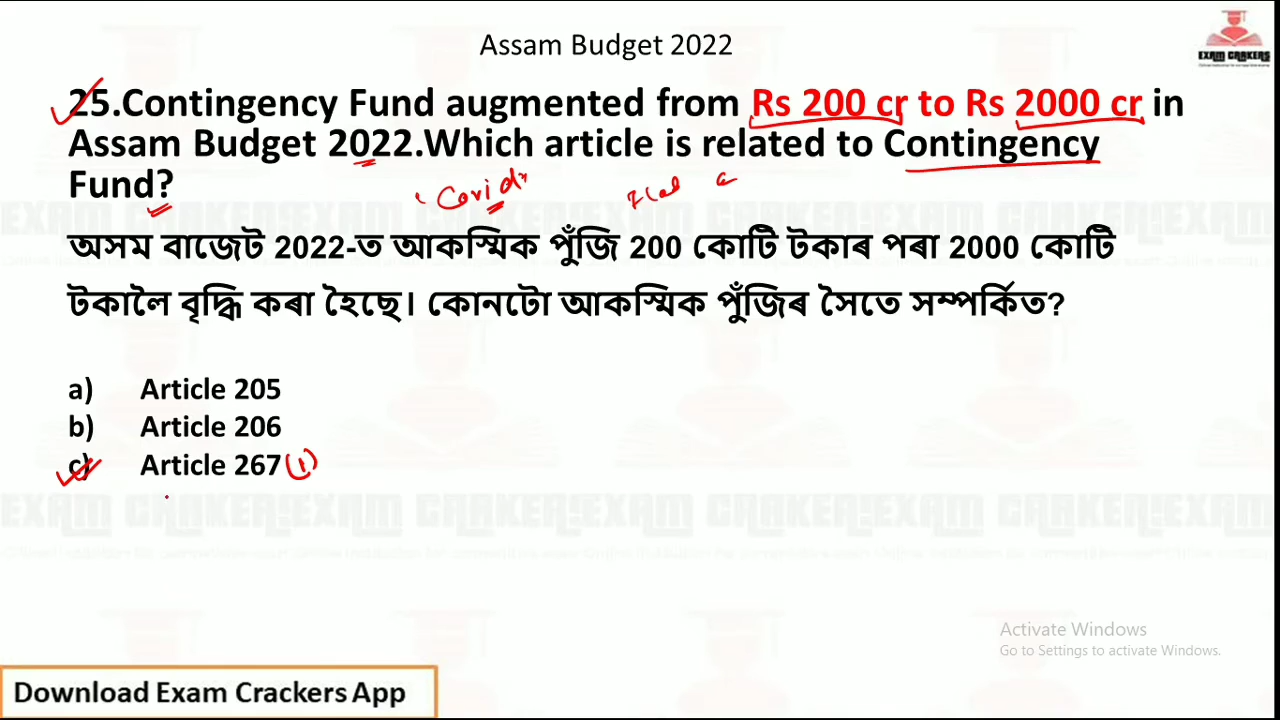 Assam Budget 2022
EXAM CRAKERS
25.Contingency Fund augmented from Rs 200 cr to Rs 2000 cr in
Assam Budget 2022.Which article is related to Contingency
Fund?
Covid
অসম বাজেট 2022-ত আকস্মিক পুঁজি 200 কোটি টকাৰ পৰা 2000 কোটি
টকালৈ বৃদ্ধি কৰা হৈছে। কোনটো আকস্মিক পুঁজিৰ সৈতে সম্পৰ্কিত?
a) Article 205
b) Article 206
c) Article 267 (1)
Activate Windows
Go to Settings to activate Windows.
Download Exam Crackers App